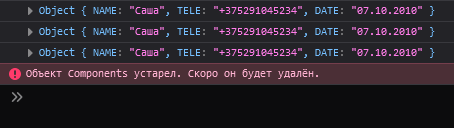 Object { NAME: "Саша", TELE: "+375291045234", DATE: "07.10.2010" }
Object { NAME: "Саша", TELE: "+375291045234", DATE: "07.10.2010" }
Object { NAME: "Саша", TELE: "+375291045234", DATE: "07.10.2010" }
Объект Components устарел. Скоро он будет удалён.